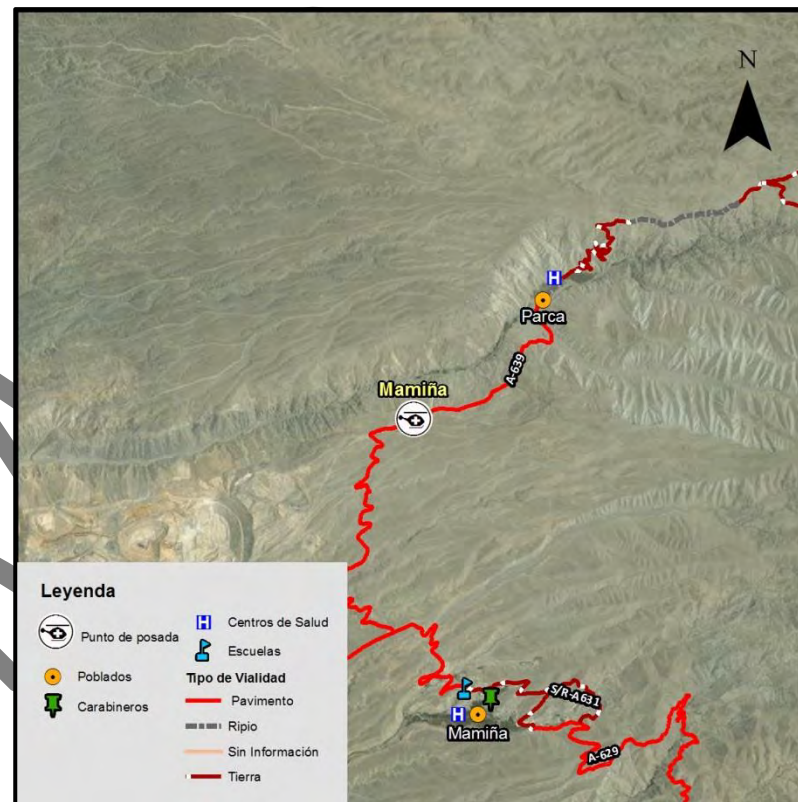 N
Parca
A-639
Mamiña
S/R-A631
Mamiña
A-629
Leyenda
Punto de posada
Poblados
Carabineros
Centros de Salud
Escuelas
Tipo de Vialidad
Pavimento
Ripio
Sin Información
Tierra